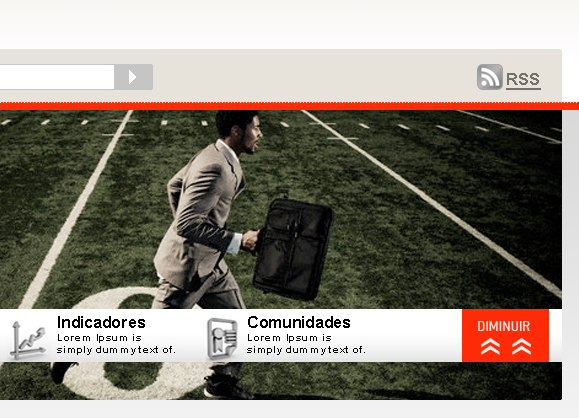 RSS
Indicadores
Lorem Ipsum is
simply dummy text of.
Comunidades
Lorem Ipsum is
simply dummy text of.
DIMINUIR